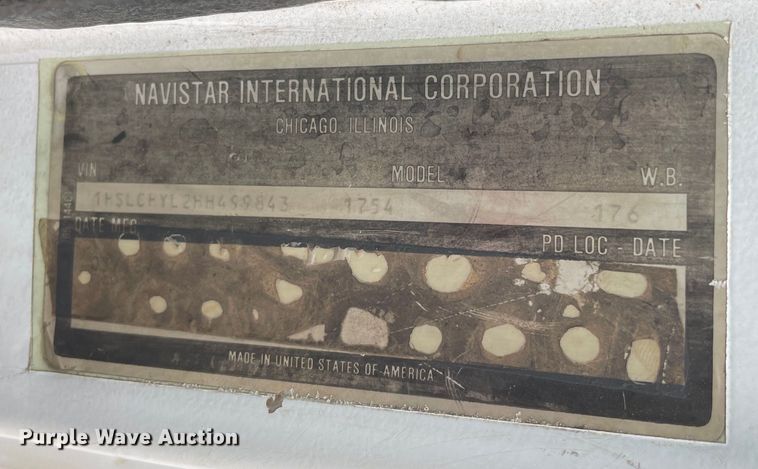 NAVISTAR INTERNATIONAL CORPORATION
CHICAGO, ILLINOIS
VIN MODEL W.B.
1754 176
DATE MFG PD LOC - DATE
MADE IN UNITED STATES OF AMERICA
Purple Wave Auction